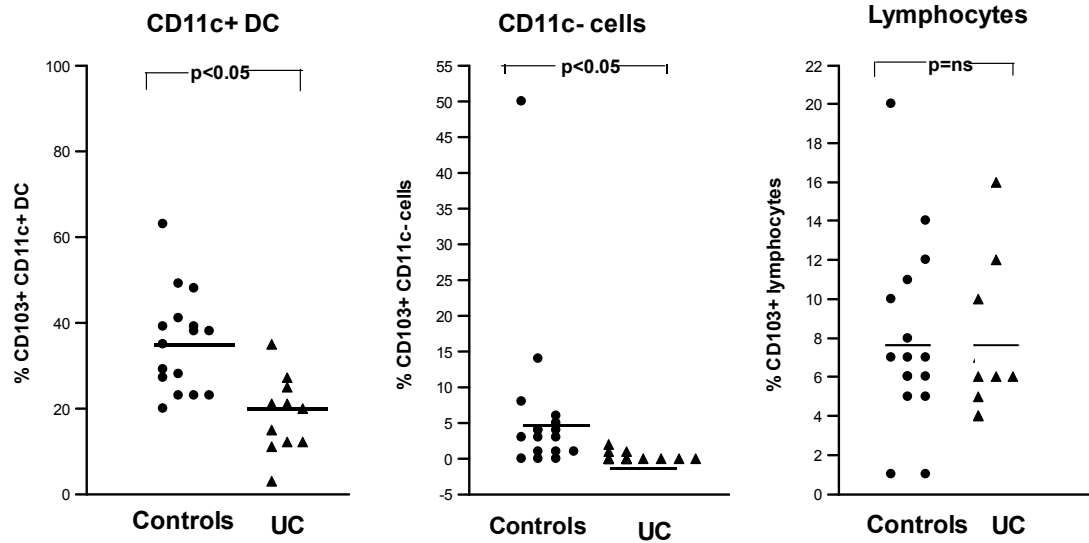 CD11c+ DC
p<0.05
100
80
60
40
20
0
% CD103+ CD11c+ DC
Controls
UC
CD11c- cells
p<0.05
55
50
45
40
35
30
25
20
15
10
5
0
-5
% CD103+ CD11c- cells
Controls
UC
Lymphocytes
p=ns
22
20
18
16
14
12
10
8
6
4
2
0
% CD103+ lymphocytes
Controls
UC